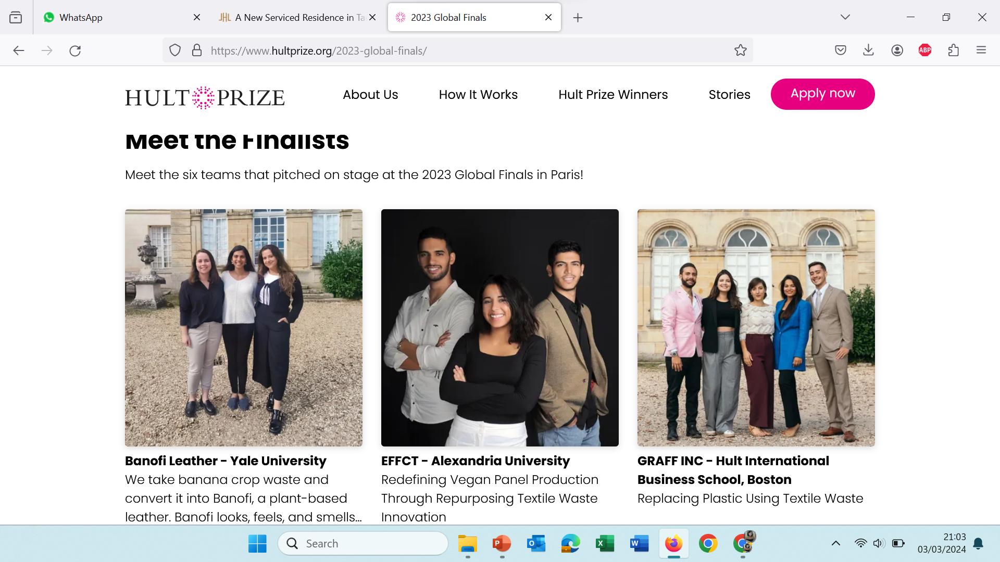 WhatsApp
A New Serviced Residence in Ta
2023 Global Finals
https://www.hultprize.org/2023-global-finals/
ABP
HULT PRIZE
About Us
How It Works
Hult Prize Winners
Stories
Apply now
Meet the Finalists
Meet the six teams that pitched on stage at the 2023 Global Finals in Paris!
Banofi Leather - Yale University
We take banana crop waste and
convert it into Banofi, a plant-based
leather. Banofi looks, feels, and smells...
EFFCT - Alexandria University
Redefining Vegan Panel Production
Through Repurposing Textile Waste
Innovation
GRAFF INC - Hult International
Business School, Boston
Replacing Plastic Using Textile Waste
Search
21:03
03/03/2024